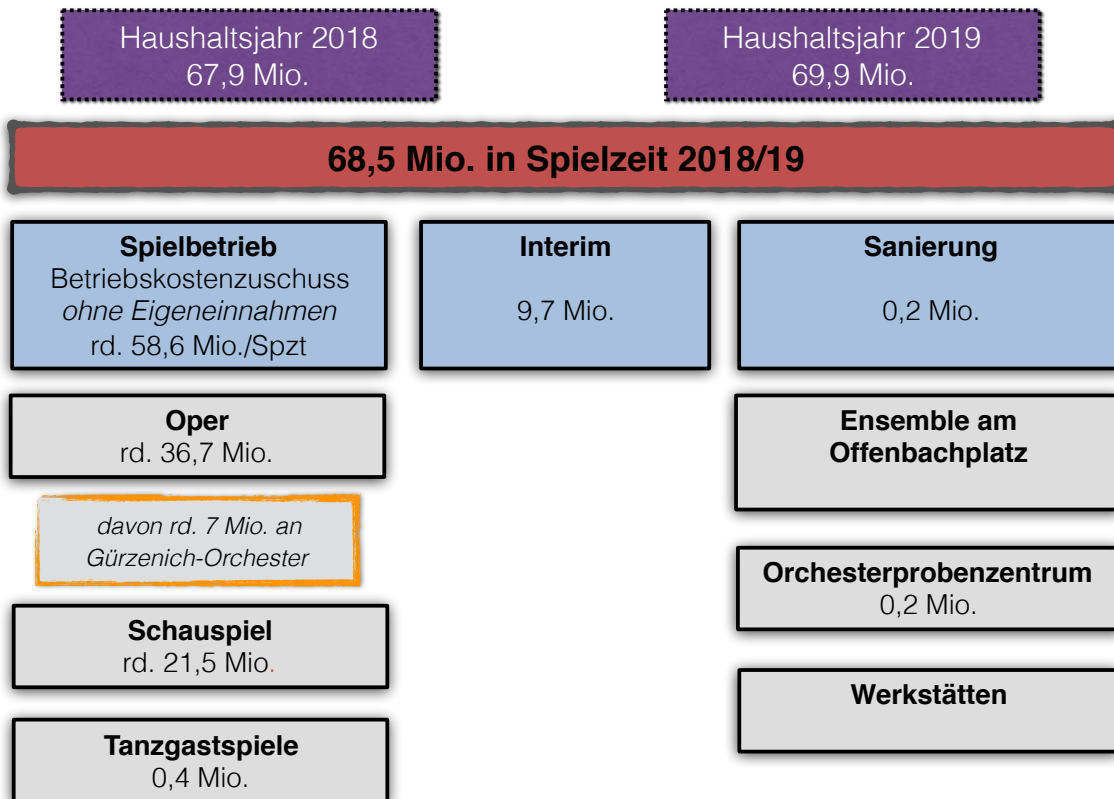 Haushaltsjahr 2018
67,9 Mio.
Haushaltsjahr 2019
69,9 Mio.
68,5 Mio. in Spielzeit 2018/19
Spielbetrieb
Betriebskostenzuschuss
ohne Eigeneinnahmen
rd. 58,6 Mio./Spzt
Interim
9,7 Mio.
Sanierung
0,2 Mio.
Oper
rd. 36,7 Mio.
davon rd. 7 Mio. an
Gürzenich-Orchester
Schauspiel
rd. 21,5 Mio.
Tanzgastspiele
0,4 Mio.
Ensemble am
Offenbachplatz
Orchesterprobenzentrum
0,2 Mio.
Werkstätten